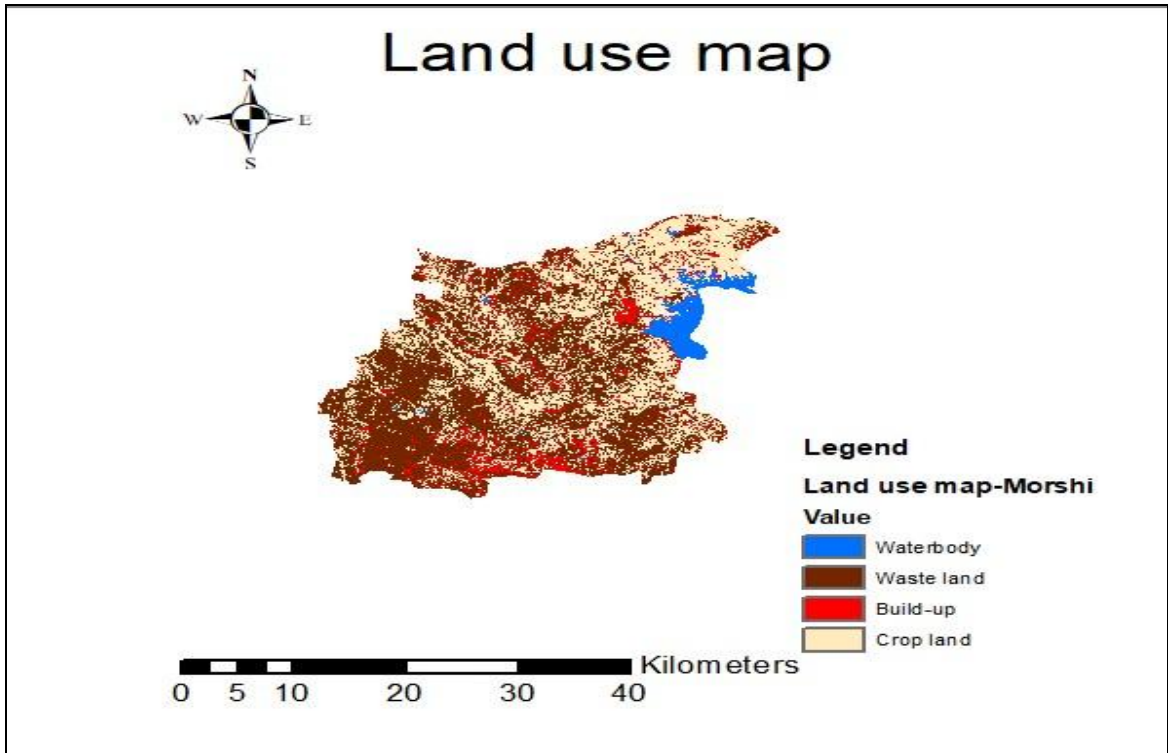 Land use map
N
W E
S
Legend
Land use map-Morshi
Value
Waterbody
Waste land
Build-up
Crop land
Kilometers
0 5 10 20 30 40